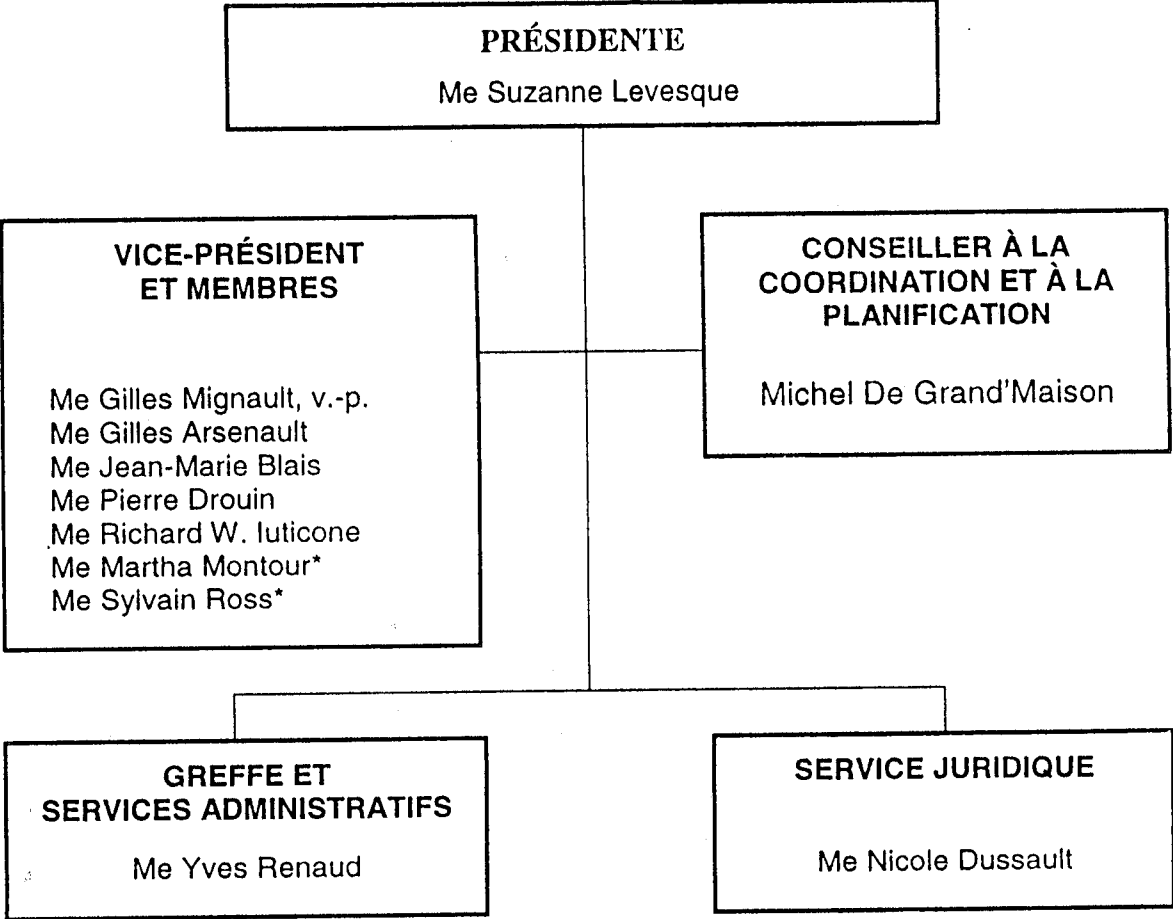 PRÉSIDENTE
Me Suzanne Levesque
VICE-PRÉSIDENT
ET MEMBRES
Me Gilles Mignault, v.-p.
Me Gilles Arsenault
Me Jean-Marie Blais
Me Pierre Drouin
Me Richard W. Iuticone
Me Martha Montour*
Me Sylvain Ross*
CONSEILLER À LA
COORDINATION ET À LA
PLANIFICATION
Michel De Grand'Maison
GREFFE ET
SERVICES ADMINISTRATIFS
Me Yves Renaud
SERVICE JURIDIQUE
Me Nicole Dussault